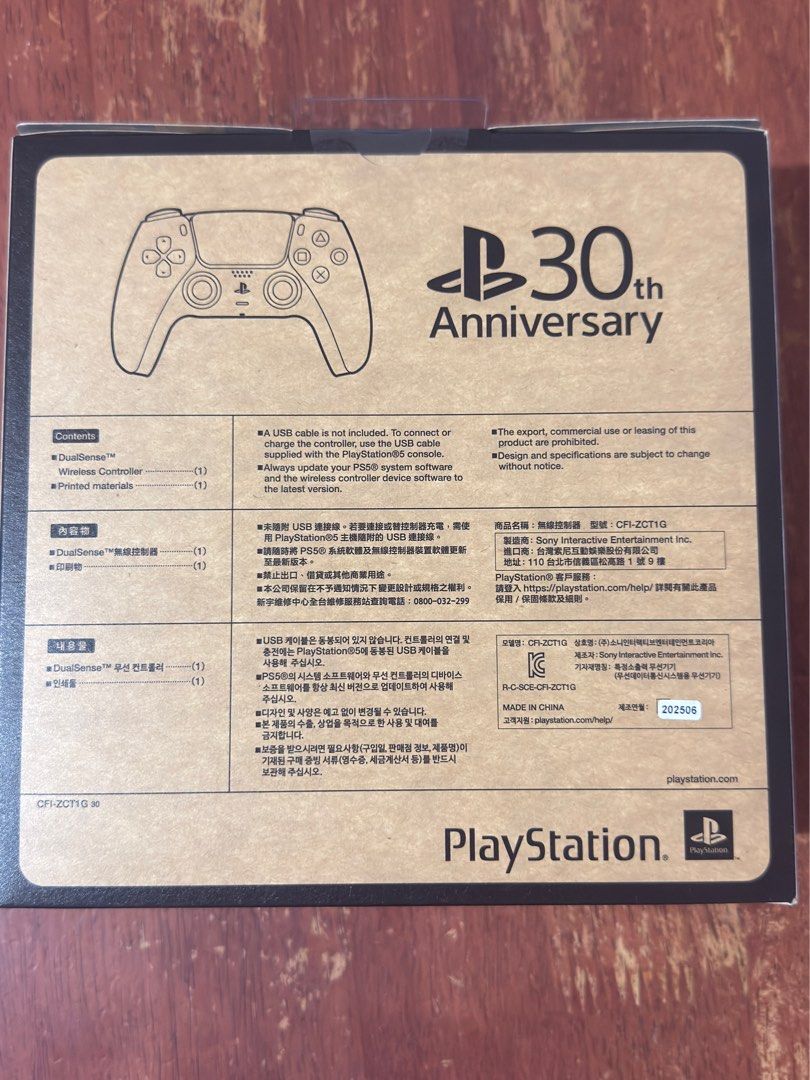 30th
Anniversary
Contents
■DualSense™
Wireless Controller (1)
■Printed materials (1)
■A USB cable is not included. To connect or
charge the controller, use the USB cable
supplied with the PlayStation®5 console.
■Always update your PS5® system software
and the wireless controller device software to
the latest version.
■The export, commercial use or leasing of this
product are prohibited.
■Design and specifications are subject to change
without notice.
內容物
■DualSense™無線控制器 (1)
■印刷物 (1)
■未隨附 USB 連接線。若要連接或替控制器充電，需使
用 PlayStation®5 主機隨附的 USB 連接線。
■請隨時將 PS5® 系統軟體及無線控制器裝置軟體更新
至最新版本。
■禁止出口、借貸或其他商業用途。
■本公司保留在不予通知情況下變更設計或規格之權利。
新宇維修中心全台維修服務站查詢電話：0800-032-299
商品名稱：無線控制器 型號：CFI-ZCT1G
製造商：Sony Interactive Entertainment Inc.
進口商：台灣索尼互動娛樂股份有限公司
地址：110 台北市信義區松高路 1 號 9 樓
PlayStation® 客戶服務：
請登入 https://playstation.com/help/ 詳閱有關此產品
保用 / 保固條款及細則。
내용물
■DualSense™ 무선 컨트롤러 (1)
■인쇄물 (1)
■USB 케이블은 동봉되어 있지 않습니다. 컨트롤러의 연결 및
충전에는 PlayStation®5에 동봉된 USB 케이블을
사용해 주십시오.
■PS5®의 시스템 소프트웨어와 무선 컨트롤러의 디바이스
소프트웨어를 항상 최신 버전으로 업데이트하여 사용해
주십시오.
■디자인 및 사양은 예고 없이 변경될 수 있습니다.
■본 제품의 수출, 상업을 목적으로 한 사용 및 대여를
금지합니다.
■보증을 받으시려면 필요사항(구입일, 판매점 정보, 제품명)이
기재된 구매 증빙 서류(영수증, 세금계산서 등)를 반드시
보관해 주십시오.
모델명 : CFI-ZCT1G 상호명 : (주)소니인터랙티브엔터테인먼트코리아
제조자 : Sony Interactive Entertainment Inc.
기자재명칭 : 특정소출력 무선기기
(무선데이터통신시스템용 무선기기)
R-C-SCE-CFI-ZCT1G
MADE IN CHINA 제조연월 : 202506
고객지원 : playstation.com/help/
playstation.com
CFI-ZCT1G 30
PlayStation®
PlayStation™